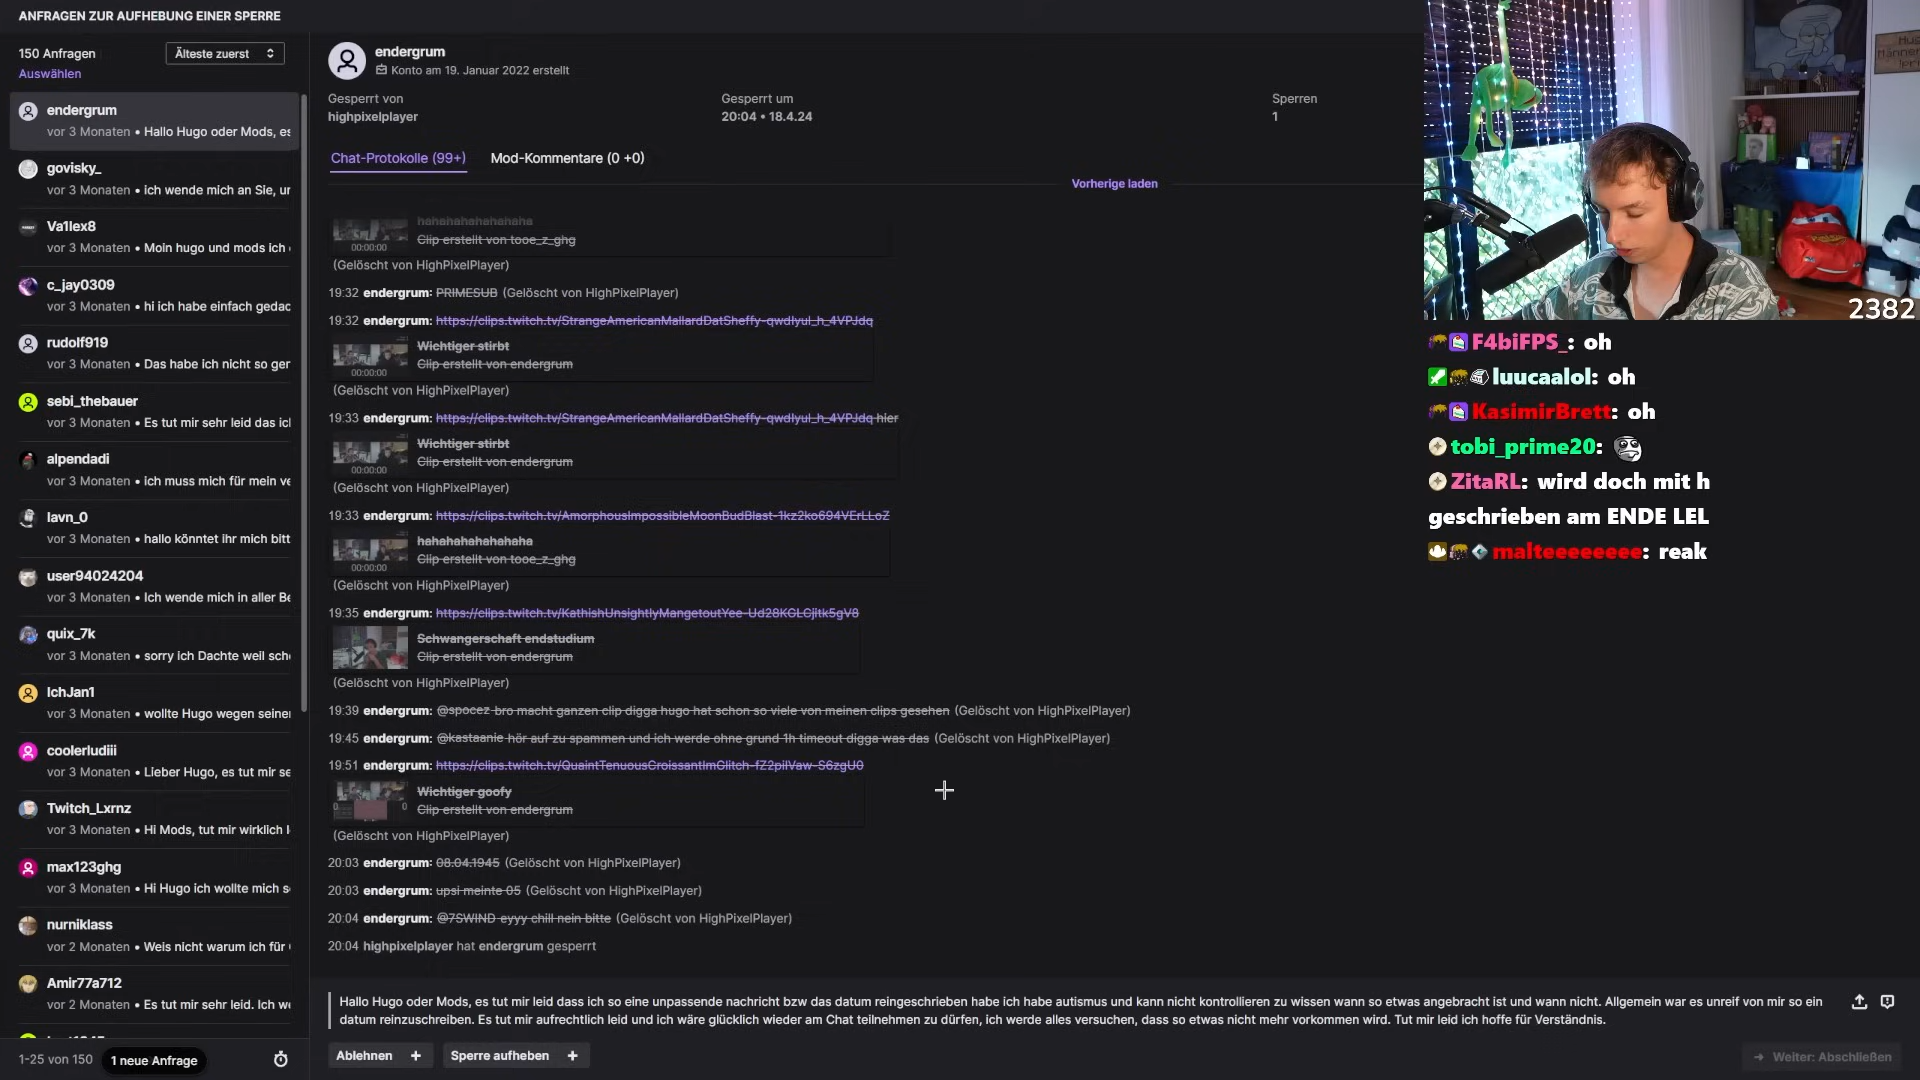 ANFRAGEN ZUR AUFHEBUNG EINER SPERRE
150 Anfragen
Älteste zuerst
Auswählen
endergrum
vor 3 Monaten • Hallo Hugo oder Mods, es
govisky_
vor 3 Monaten • ich wende mich an Sie, ur
Va1lex8
vor 3 Monaten • Moin hugo und mods ich
c_jay0309
vor 3 Monaten • hi ich habe einfach gedac
rudolf919
vor 3 Monaten • Das habe ich nicht so ger
sebi_thebauer
vor 3 Monaten • Es tut mir sehr leid das icl
alpendadi
vor 3 Monaten • ich muss mich für mein ve
lavn_0
vor 3 Monaten • hallo könntet ihr mich bitt
user94024204
vor 3 Monaten • Ich wende mich in aller Be
quix_7k
vor 3 Monaten • sorry ich Dachte weil sch
IchJan1
vor 3 Monaten • wollte Hugo wegen seiner
coolerludiii
vor 3 Monaten • Lieber Hugo, es tut mir se
Twitch_Lxrnz
vor 3 Monaten • Hi Mods, tut mir wirklich l
max123ghg
vor 3 Monaten • Hi Hugo ich wollte mich s
nurniklass
vor 2 Monaten • Weis nicht warum ich für
Amir77a712
vor 2 Monaten • Es tut mir sehr leid. Ich we
1-25 von 150
1 neue Anfrage
endergrum
Konto am 19. Januar 2022 erstellt
Gesperrt von
highpixelplayer
Gesperrt um
20:04 • 18.4.24
Sperren
1
Chat-Protokolle (99+)
Mod-Kommentare (0 +0)
Vorherige laden
hahahahahahahaha
00:00:00
Clip erstellt von tooe_z_ghg
(Gelöscht von HighPixelPlayer)
19:32 endergrum: PRIMESUB (Gelöscht von HighPixelPlayer)
19:32 endergrum: https://clips.twitch.tv/StrangeAmericanMallardDatSheffy-qwdIyul_h_4VPJdq
Wichtiger stirbt
Clip erstellt von endergrum
00:00:00
(Gelöscht von HighPixelPlayer)
19:33 endergrum: https://clips.twitch.tv/StrangeAmericanMallardDatSheffy-qwdIyul_h_4VPJdq hier
Wichtiger stirbt
Clip erstellt von endergrum
00:00:00
(Gelöscht von HighPixelPlayer)
19:33 endergrum: https://clips.twitch.tv/AmorphousImpossibleMoonBudBlast-1kz2ko694VErLLoZ
hahahahahahahaha
Clip erstellt von tooe_z_ghg
00:00:00
(Gelöscht von HighPixelPlayer)
19:35 endergrum: https://clips.twitch.tv/KathishUnsightlyMangetoutYee-Ud28KGLCjitk5gV8
Schwangerschaft endstudium
Clip erstellt von endergrum
(Gelöscht von HighPixelPlayer)
19:39 endergrum: @spocez bro macht ganzen clip digga hugo hat schon so viele von meinen clips gesehen (Gelöscht von HighPixelPlayer)
19:45 endergrum: @kastaanie hör auf zu spammen und ich werde ohne grund 1h timeout digga was das (Gelöscht von HighPixelPlayer)
19:51 endergrum: https://clips.twitch.tv/QuaintTenuousCroissantImGlitch-fZ2piIVaw-S6zgU0
Wichtiger goofy
Clip erstellt von endergrum
(Gelöscht von HighPixelPlayer)
20:03 endergrum: 08.04.1945 (Gelöscht von HighPixelPlayer)
20:03 endergrum: upsi meinte 05 (Gelöscht von HighPixelPlayer)
20:04 endergrum: @7SWIND eyyy chill nein bitte (Gelöscht von HighPixelPlayer)
20:04 highpixelplayer hat endergrum gesperrt
Hallo Hugo oder Mods, es tut mir leid dass ich so eine unpassende nachricht bzw das datum reingeschrieben habe ich habe autismus und kann nicht kontrollieren zu wissen wann so etwas angebracht ist und wann nicht. Allgemein war es unreif von mir so ein
datum reinzuschreiben. Es tut mir aufrechtlich leid und ich wäre glücklich wieder am Chat teilnehmen zu dürfen, ich werde alles versuchen, dass so etwas nicht mehr vorkommen wird. Tut mir leid ich hoffe für Verständnis.
Ablehnen +
Sperre aufheben +
→ Weiter: Abschließen
2382
F4biFPS_: oh
luucaalol: oh
KasimirBrett: oh
tobi_prime20:
ZitaRL: wird doch mit h
geschrieben am ENDE LEL
malteeeeeeee: reak